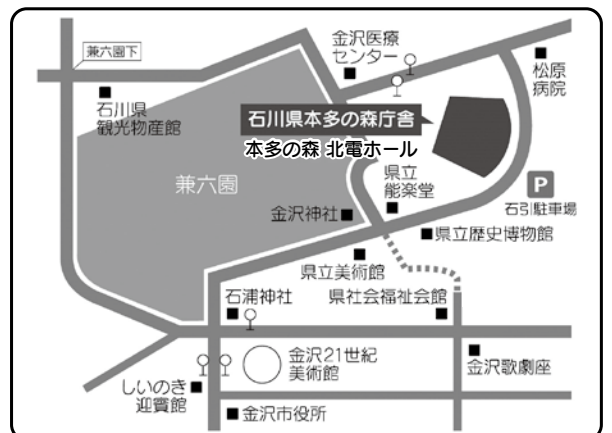 兼六園下
金沢医療
センター
松原
病院
石川県
観光物産館
石川県本多の森庁舎
本多の森 北電ホール
兼六園
県立
能楽堂
P
石引駐車場
金沢神社
県立歴史博物館
県立美術館
石浦神社
県社会福祉会館
金沢21世紀
美術館
金沢歌劇座
しいのき
迎賓館
金沢市役所